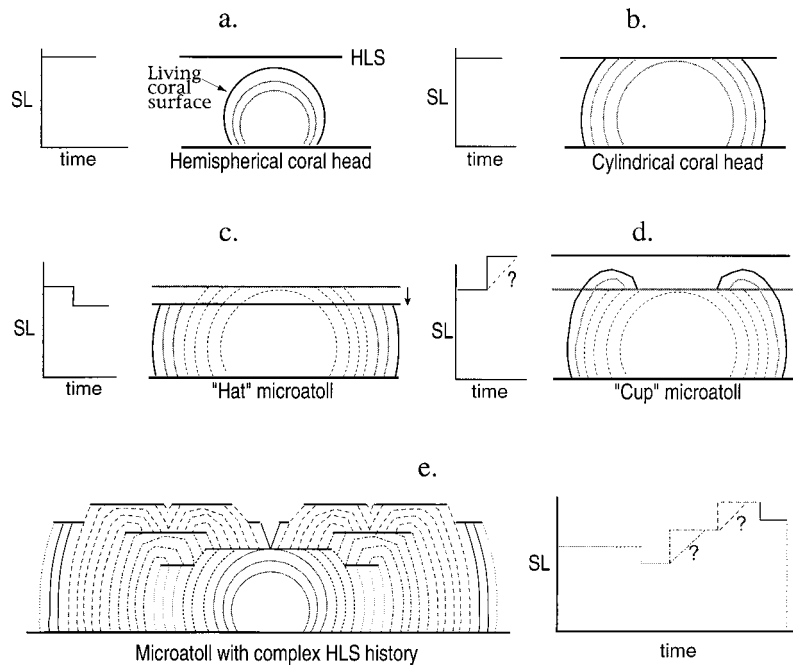 a.
HLS
Living
coral
surface
SL
time
Hemispherical coral head
b.
SL
time
Cylindrical coral head
c.
SL
time
"Hat" microatoll
d.
?
SL
time
"Cup" microatoll
e.
Microatoll with complex HLS history
SL
?
?
time